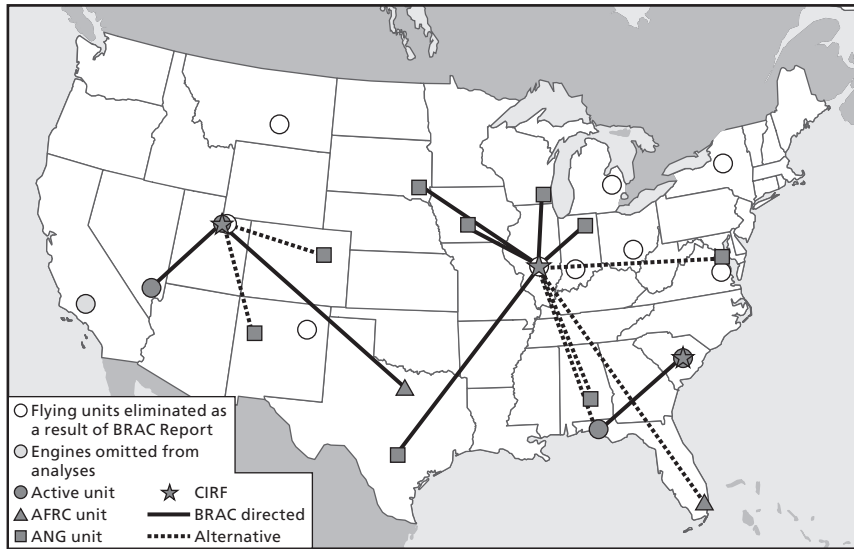 Flying units eliminated as
a result of BRAC Report
Engines omitted from
analyses
Active unit
AFRC unit
ANG unit
CIRF
BRAC directed
Alternative